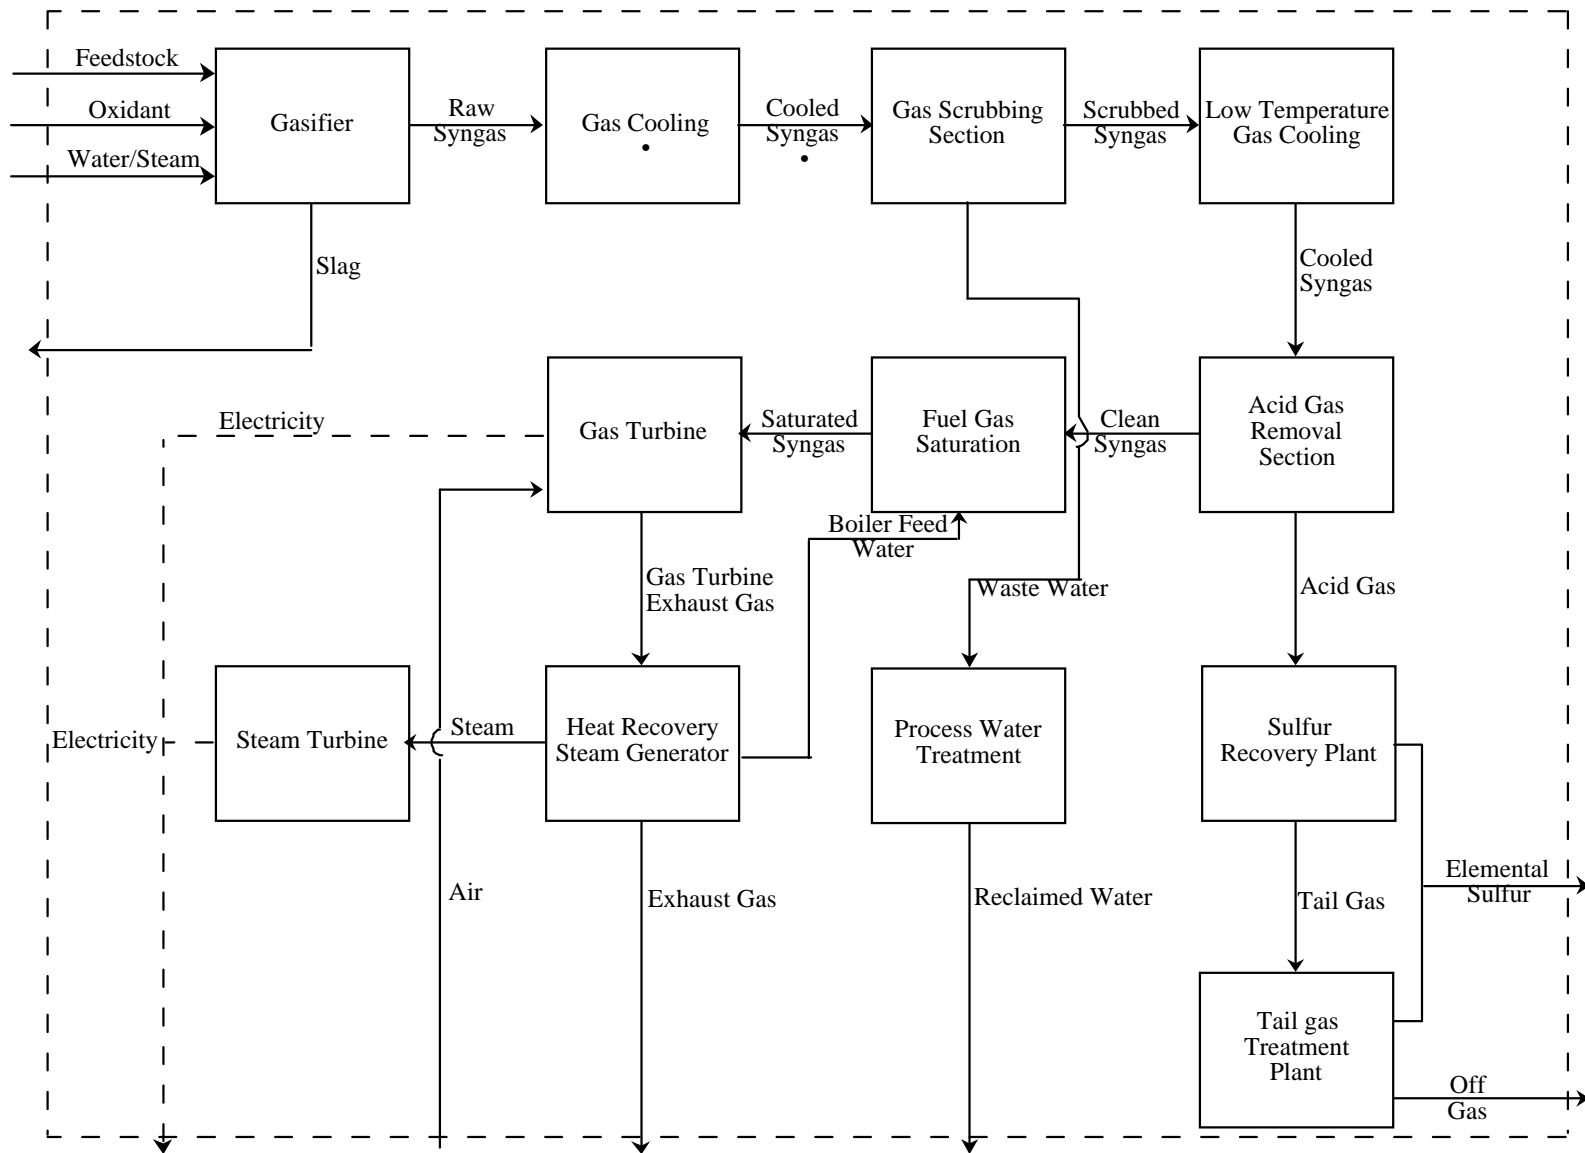 Feedstock
Oxidant
Water/Steam
Gasifier
Raw
Syngas
Gas Cooling
Cooled
Syngas
Gas Scrubbing
Section
Scrubbed
Syngas
Low Temperature
Gas Cooling
Slag
Cooled
Syngas
Electricity
Gas Turbine
Saturated
Syngas
Fuel Gas
Saturation
Clean
Syngas
Acid Gas
Removal
Section
Boiler Feed
Water
Gas Turbine
Exhaust Gas
Waste Water
Acid Gas
Electricity
Steam Turbine
Steam
Heat Recovery
Steam Generator
Process Water
Treatment
Sulfur
Recovery Plant
Air
Exhaust Gas
Reclaimed Water
Tail Gas
Elemental
Sulfur
Tail gas
Treatment
Plant
Off
Gas